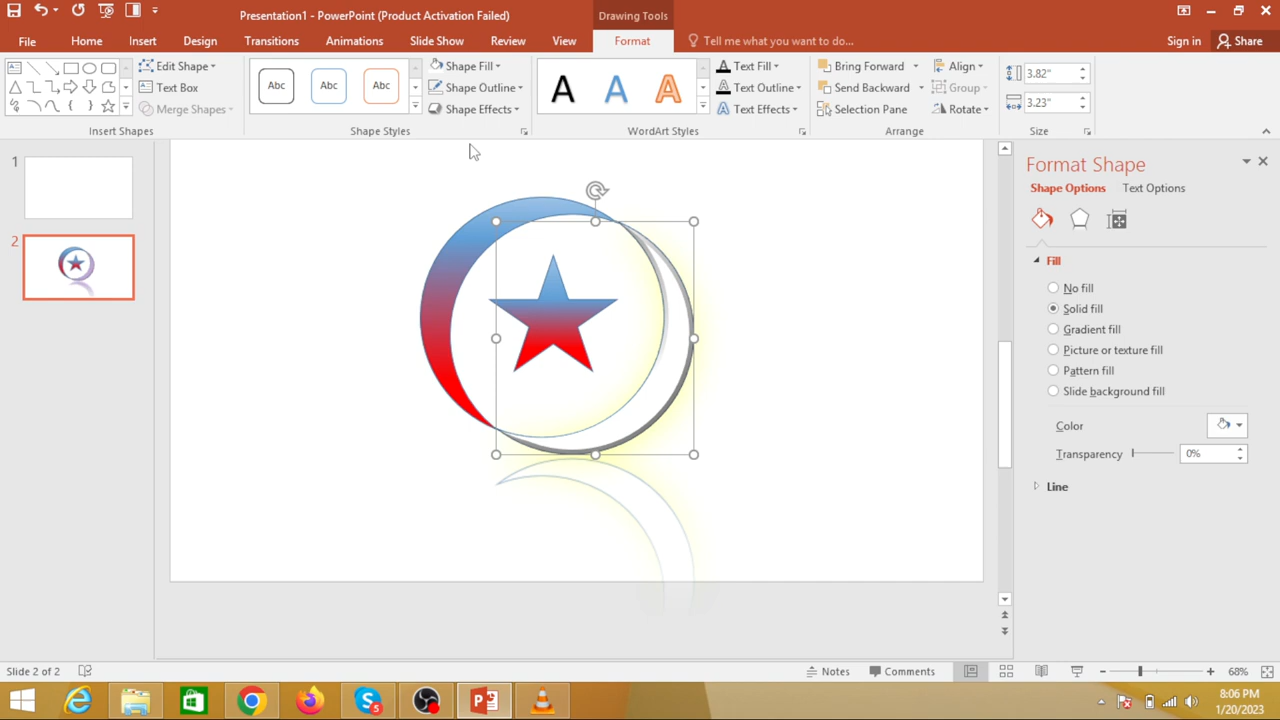 Presentation1 - PowerPoint (Product Activation Failed)
Drawing Tools
File Home Insert Design Transitions Animations Slide Show Review View Format Tell me what you want to do... Sign in Share
Edit Shape
Text Box
Merge Shapes
Insert Shapes
Abc Abc Abc
Shape Fill
Shape Outline
Shape Effects
Shape Styles
A A A
Text Fill
Text Outline
Text Effects
WordArt Styles
Bring Forward
Send Backward
Selection Pane
Align
Group
Rotate
Arrange
3.82"
3.23"
Size
1
2
Format Shape
Shape Options Text Options
Fill
No fill
Solid fill
Gradient fill
Picture or texture fill
Pattern fill
Slide background fill
Color
Transparency 0%
Line
Slide 2 of 2
Notes Comments 68%
8:06 PM
1/20/2023